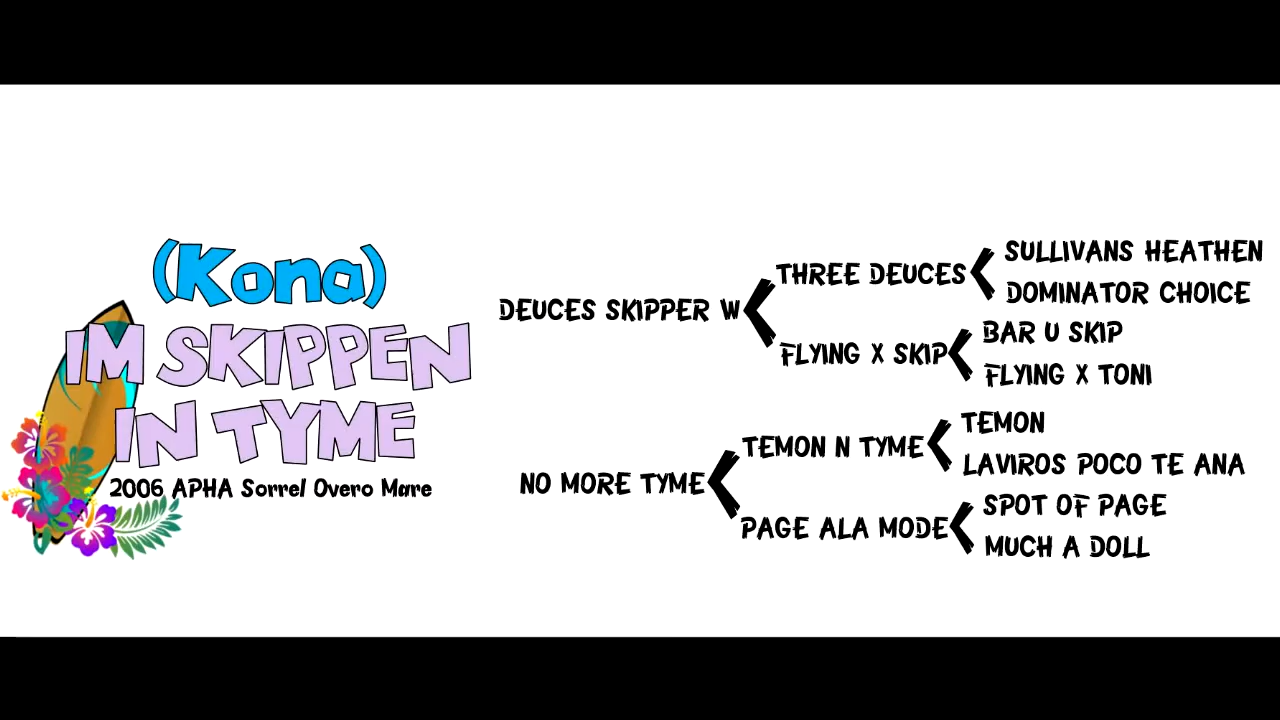 (Kona)
IM SKIPPEN
IN TYME
2006 APHA Sorrel Overo Mare
DEUCES SKIPPER W
THREE DEUCES
SULLIVANS HEATHEN
DOMINATOR CHOICE
FLYING X SKIP
BAR U SKIP
FLYING X TONI
NO MORE TYME
TEMON N TYME
TEMON
LAVIROS POCO TE ANA
PAGE ALA MODE
SPOT OF PAGE
MUCH A DOLL